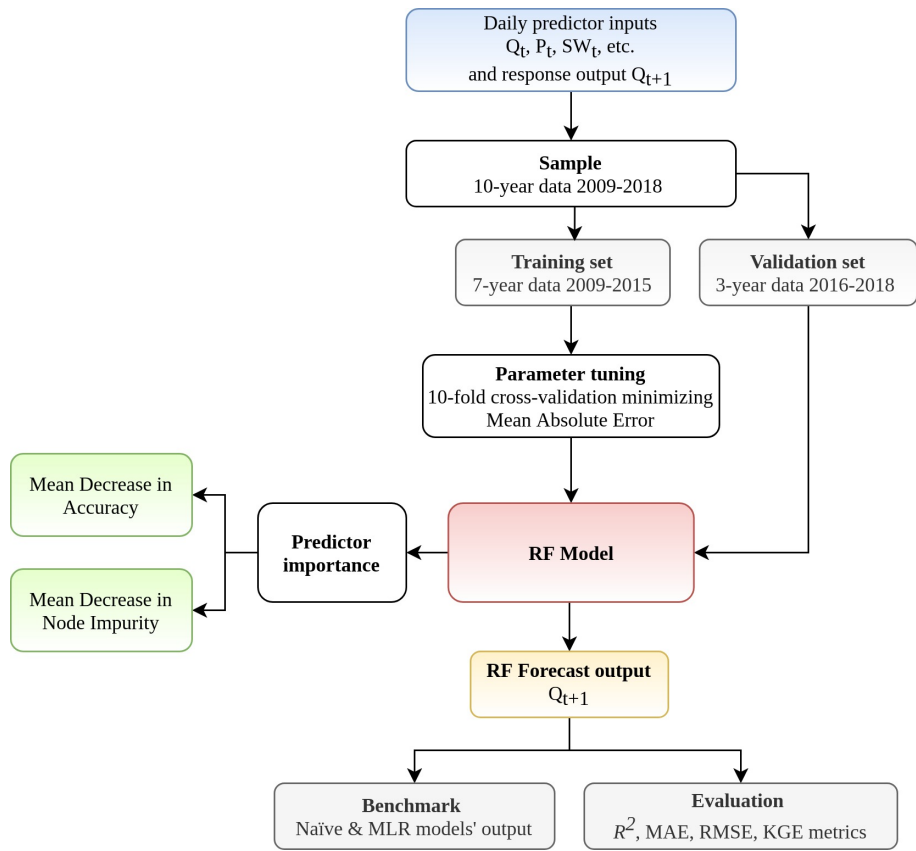 Daily predictor inputs
Qt, Pt, SWt, etc.
and response output Qt+1
Sample
10-year data 2009-2018
Training set
7-year data 2009-2015
Validation set
3-year data 2016-2018
Parameter tuning
10-fold cross-validation minimizing
Mean Absolute Error
Mean Decrease in
Accuracy
Predictor
importance
RF Model
Mean Decrease in
Node Impurity
RF Forecast output
Qt+1
Benchmark
Naïve & MLR models' output
Evaluation
R², MAE, RMSE, KGE metrics